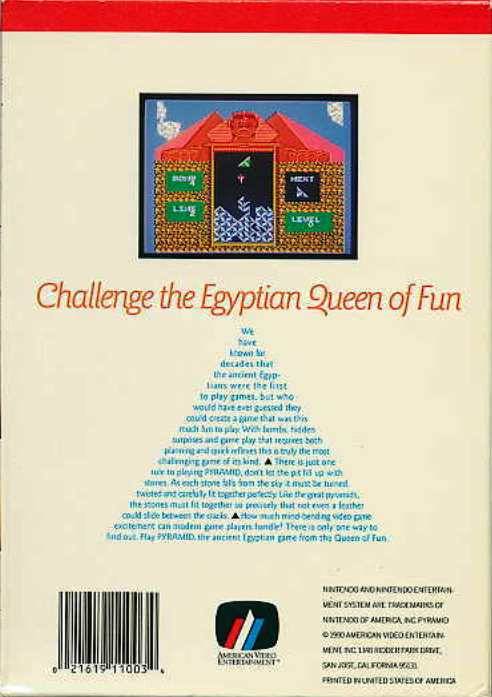 BOMB
4
NEXT
LINE
2
LEVEL
0
Challenge the Egyptian Queen of Fun
We
have
known for
decades that
the ancient Egyp-
tians were the first
to play games, but who
would have ever guessed they
could create a game that was this
much fun to play. With bombs, hidden
surprises and game play that requires both
planning and quick reflexes this is truly the most
challenging game of its kind. ▲ There is just one
rule to playing PYRAMID, don't let the pit fill up with
stones. As each stone falls from the sky it must be turned
twisted and carefully fit together perfectly. Like the great pyramids,
the stones must fit together so precisely that not even a feather
could slide between the cracks. ▲ How much mind-bending video game
excitement can modern game players handle? There is only one way to
find out. Play PYRAMID, the ancient Egyptian game from the Queen of Fun.
0 21619 11003 4
AMERICAN VIDEO
ENTERTAINMENT
NINTENDO AND NINTENDO ENTERTAIN-
MENT SYSTEM ARE TRADEMARKS OF
NINTENDO OF AMERICA, INC. PYRAMID
© 1990 AMERICAN VIDEO ENTERTAIN-
MENT, INC. RIDDER PARK DRIVE,
SAN JOSE, CALIFORNIA
PRINTED IN UNITED STATES OF AMERICA